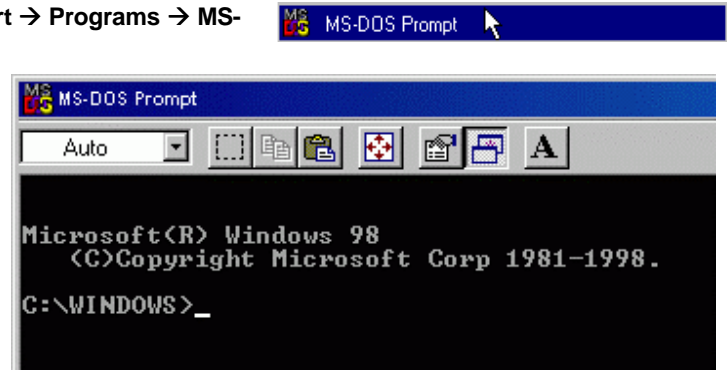 rt → Programs → MS-
MS-DOS Prompt
MS-DOS Prompt
Auto
A
Microsoft(R) Windows 98
(C)Copyright Microsoft Corp 1981-1998.
C:\WINDOWS>_